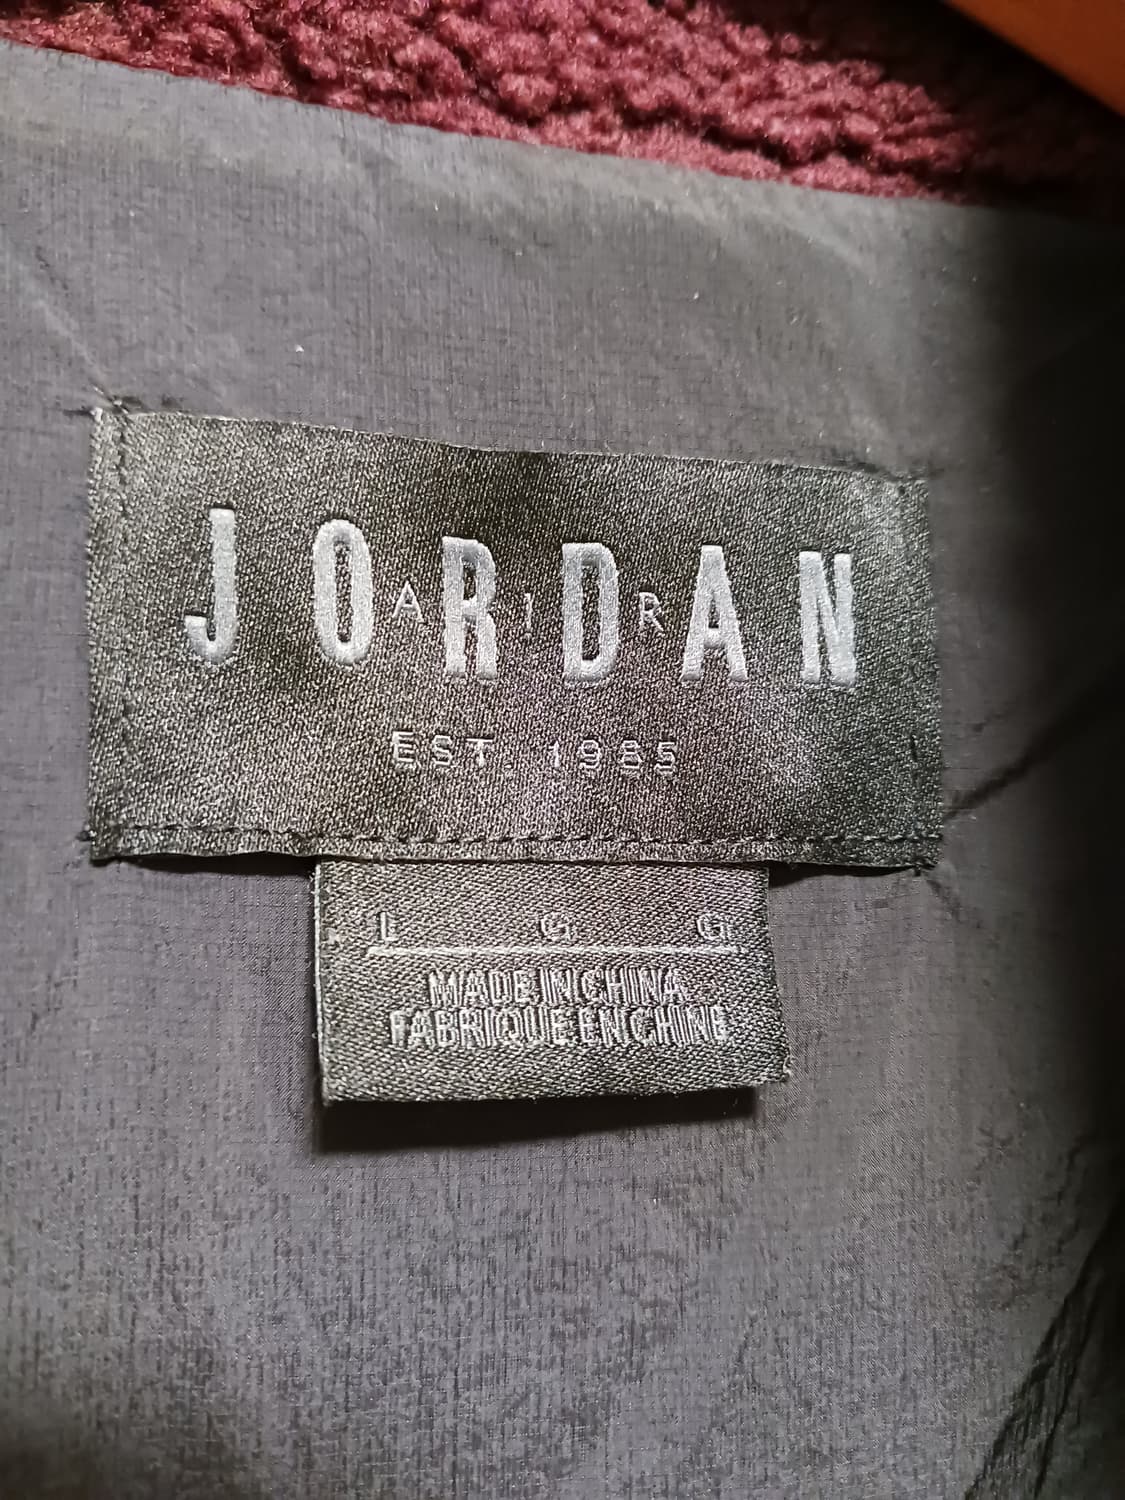 JORDAN
AIR
EST. 1985
L G G
MADE IN CHINA
FABRIQUE EN CHINE